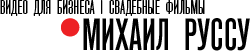 ВИДЕО ДЛЯ БИЗНЕСА | СВАДЕБНЫЕ ФИЛЬМЫ
МИХАИЛ РУССУ